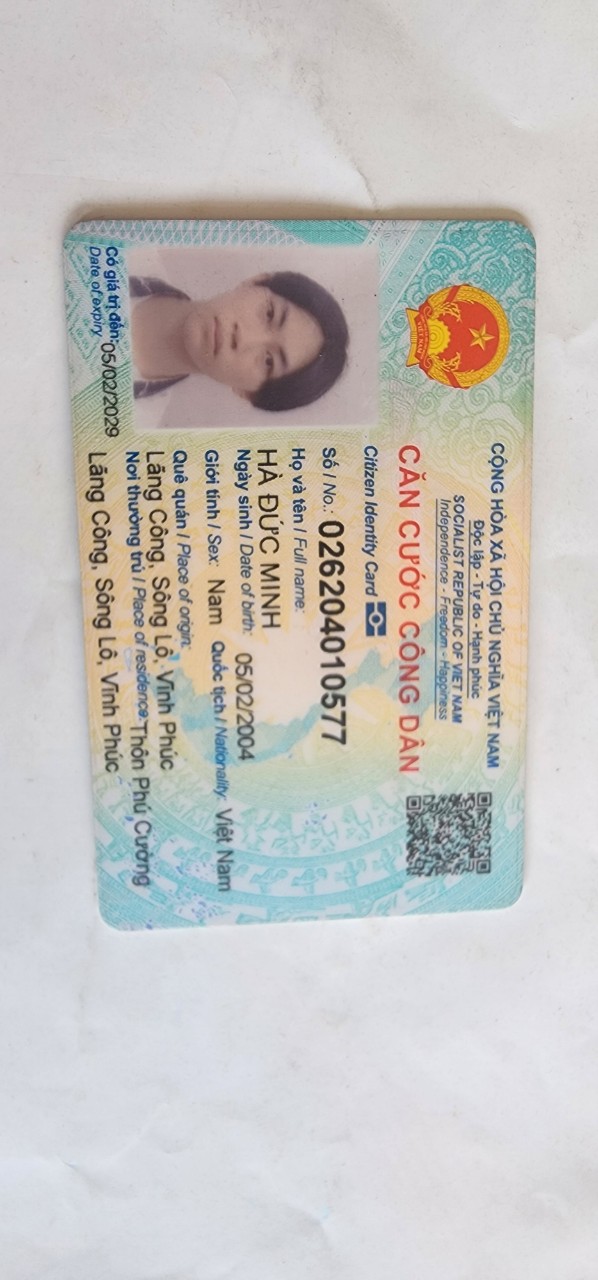 CỘNG HÒA XÃ HỘI CHỦ NGHĨA VIỆT NAM
Độc lập - Tự do - Hạnh phúc
SOCIALIST REPUBLIC OF VIET NAM
Independence - Freedom - Happiness
CĂN CƯỚC CÔNG DÂN
Citizen Identity Card
Số / No.: 026204010577
Họ và tên / Full name:
HÀ ĐỨC MINH
Ngày sinh / Date of birth: 05/02/2004
Giới tính / Sex: Nam Quốc tịch / Nationality: Việt Nam
Quê quán / Place of origin:
Lãng Công, Sông Lô, Vĩnh Phúc
Nơi thường trú / Place of residence: Thôn Phú Cường
Lãng Công, Sông Lô, Vĩnh Phúc
Có giá trị đến: 05/02/2029
Date of expiry
VIỆT NAM